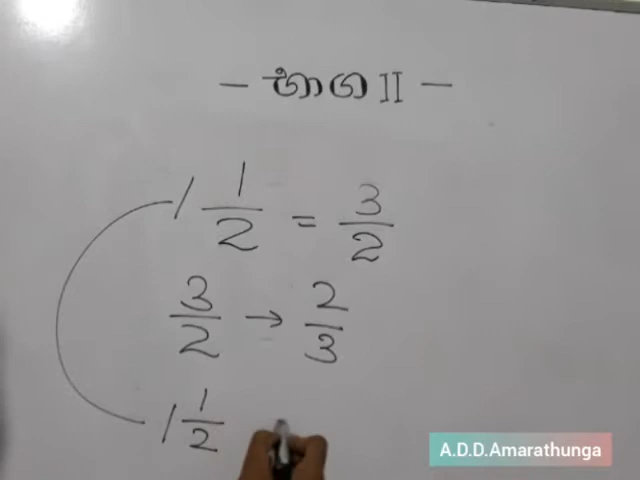 - භාග II -
1 1/2 = 3/2
3/2 → 2/3
1 1/2
A.D.D.Amarathunga